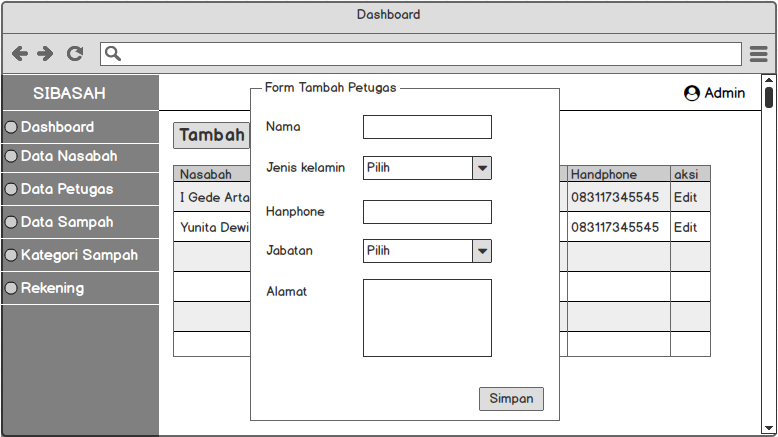 Dashboard
SIBASAH
Admin
Dashboard
Data Nasabah
Data Petugas
Data Sampah
Kategori Sampah
Rekening
Tambah
Nasabah
Handphone
aksi
I Gede Arta
083117345545
Edit
Yunita Dewi
083117345545
Edit
Form Tambah Petugas
Nama
Jenis kelamin
Pilih
Hanphone
Jabatan
Pilih
Alamat
Simpan